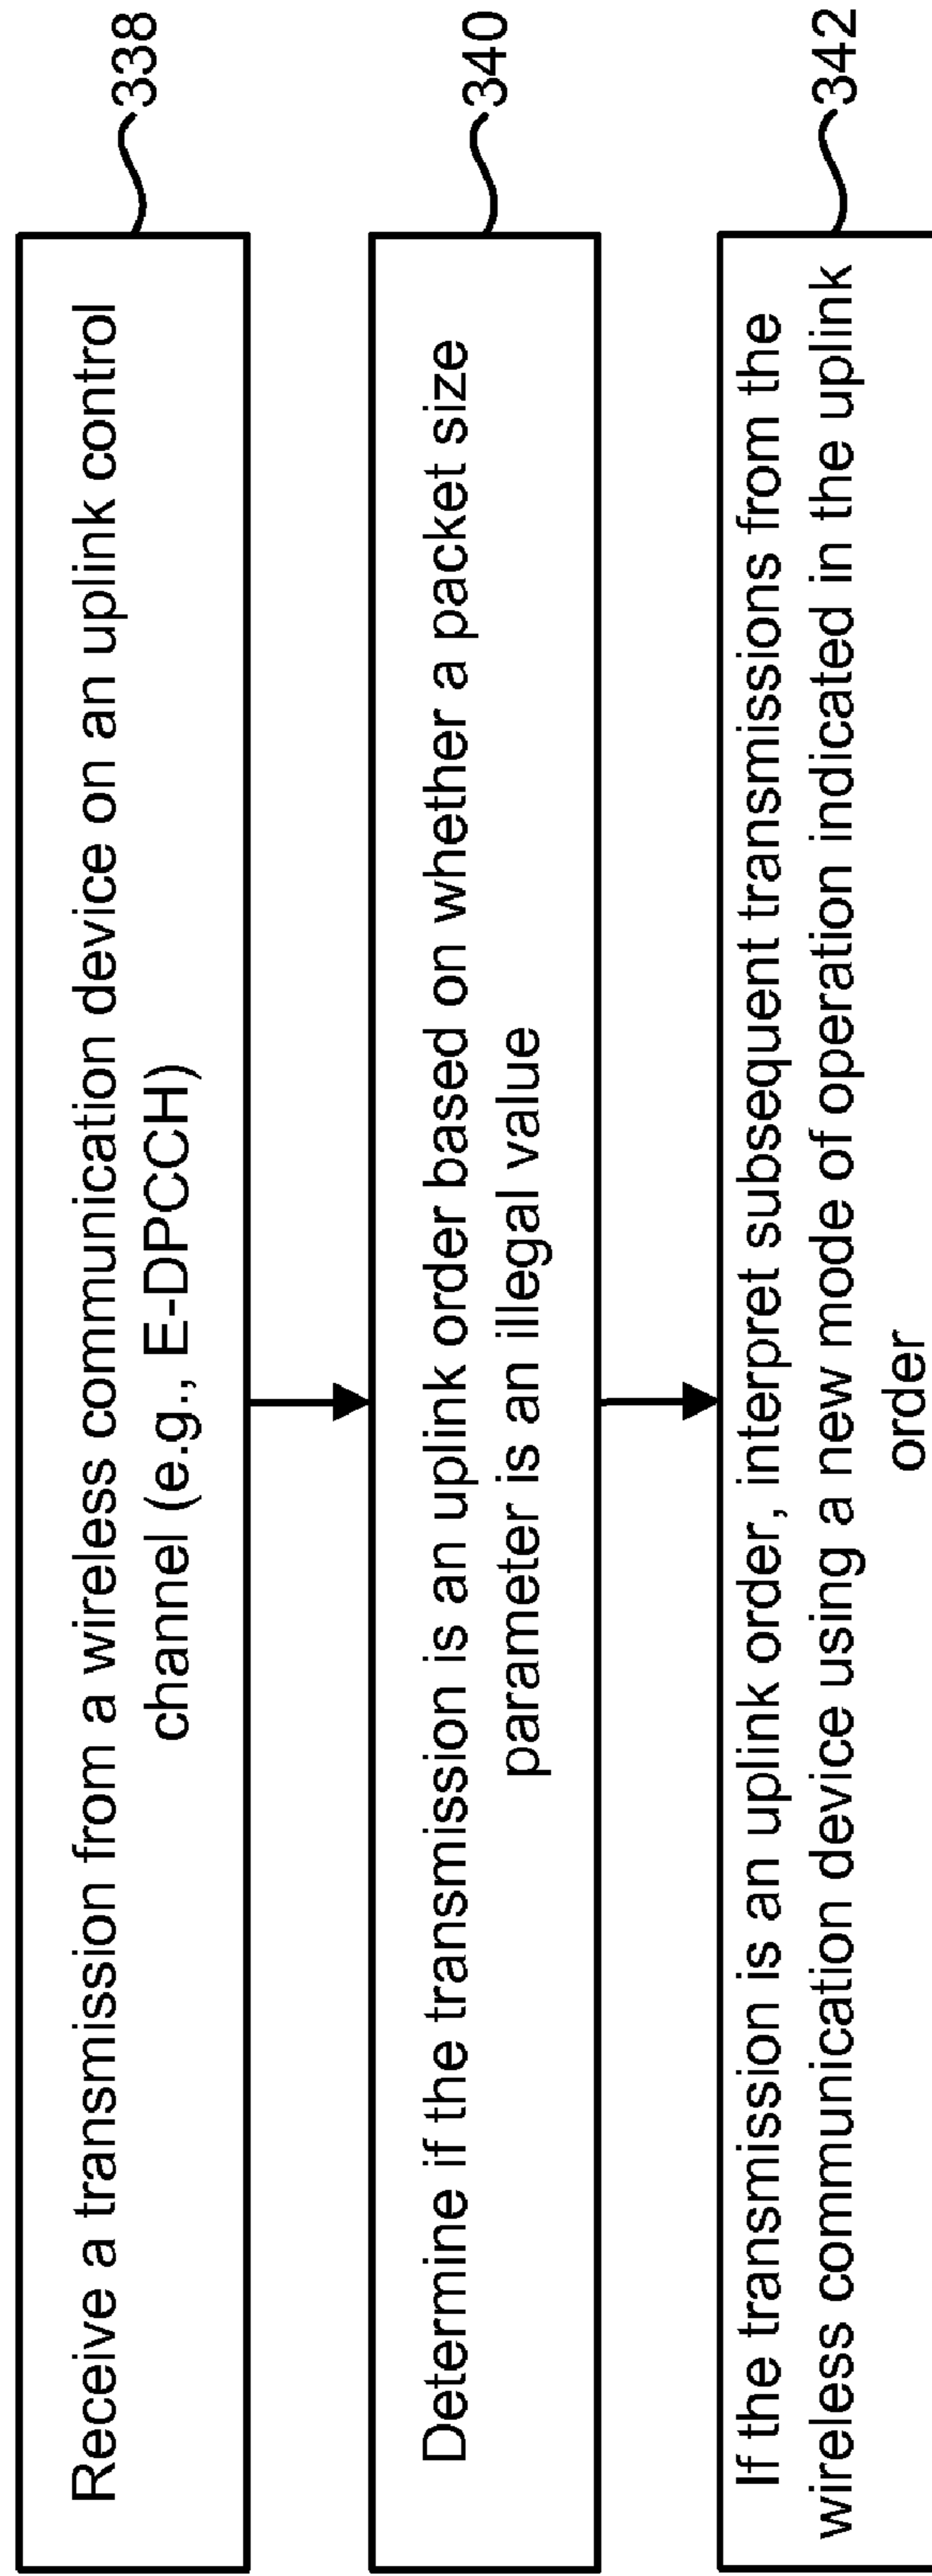 Receive a transmission from a wireless communication device on an uplink control
channel (e.g., E-DPCCH)
338
Determine if the transmission is an uplink order based on whether a packet size
parameter is an illegal value
340
If the transmission is an uplink order, interpret subsequent transmissions from the
wireless communication device using a new mode of operation indicated in the uplink
order
342